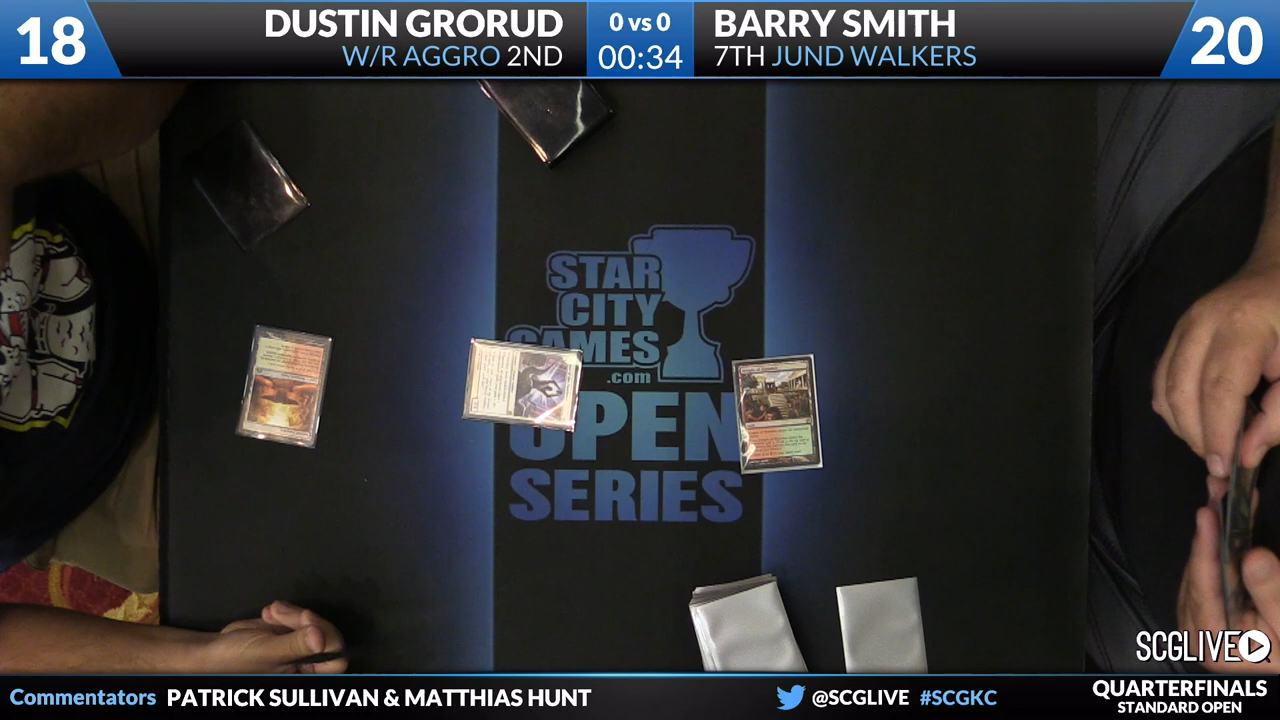 18
DUSTIN GRORUD
W/R AGGRO 2ND
0 vs 0
00:34
BARRY SMITH
7TH JUND WALKERS
20
STAR
CITY
GAMES
.com
OPEN
SERIES
SCGLIVE
Commentators PATRICK SULLIVAN & MATTHIAS HUNT
@SCGLIVE #SCGKC
QUARTERFINALS
STANDARD OPEN